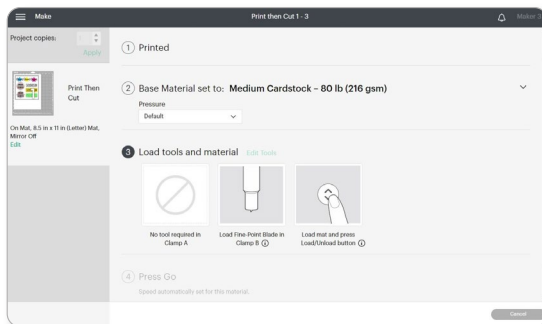 Make
Print then Cut 1 - 3
Maker 3
Project copies:
Apply
Print Then
Cut
On Mat, 8.5 in x 11 in (Letter) Mat,
Mirror Off
Edit
1 Printed
2 Base Material set to: Medium Cardstock – 80 lb (216 gsm)
Pressure
Default
3 Load tools and material Edit Tools
No tool required in
Clamp A
Load Fine-Point Blade in
Clamp B
Load mat and press
Load/Unload button
4 Press Go
Speed automatically set for this material.
Cancel